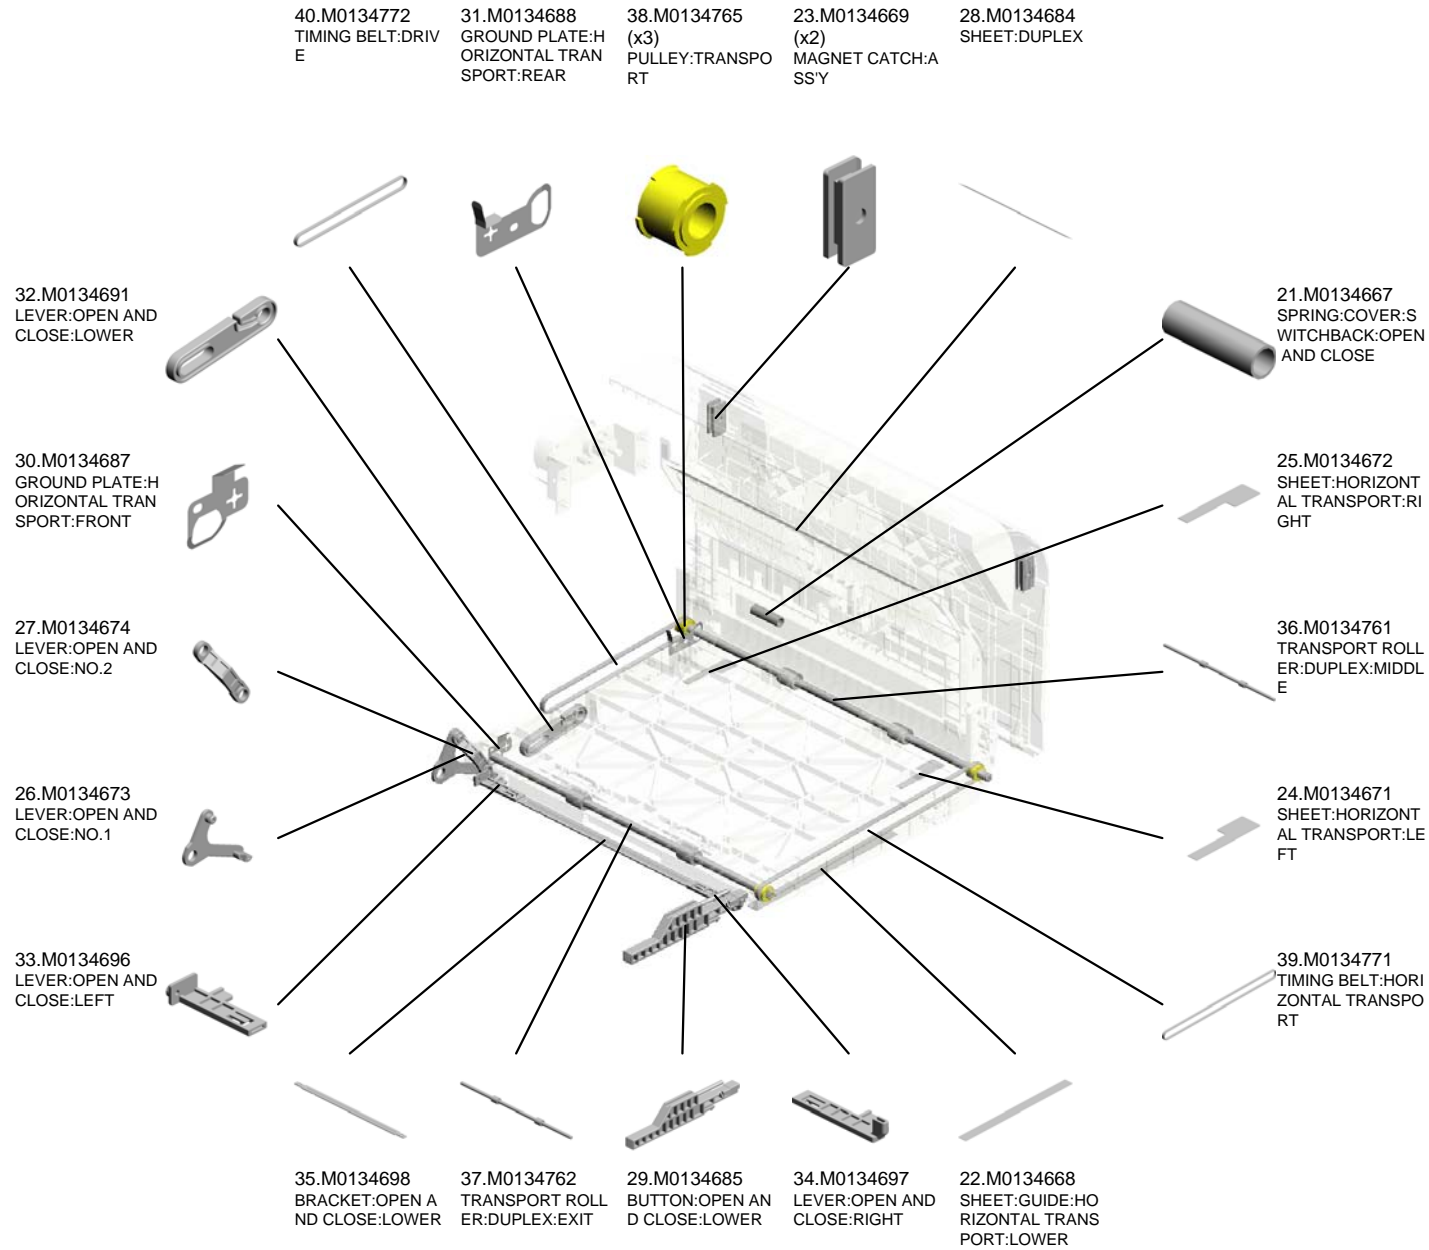 40.M0134772
TIMING BELT:DRIV
E
31.M0134688
GROUND PLATE:H
ORIZONTAL TRAN
SPORT:REAR
38.M0134765
(x3)
PULLEY:TRANSPO
RT
23.M0134669
(x2)
MAGNET CATCH:A
SS'Y
28.M0134684
SHEET:DUPLEX
32.M0134691
LEVER:OPEN AND
CLOSE:LOWER
21.M0134667
SPRING:COVER:S
WITCHBACK:OPEN
AND CLOSE
30.M0134687
GROUND PLATE:H
ORIZONTAL TRAN
SPORT:FRONT
25.M0134672
SHEET:HORIZONT
AL TRANSPORT:RI
GHT
27.M0134674
LEVER:OPEN AND
CLOSE:NO.2
36.M0134761
TRANSPORT ROLL
ER:DUPLEX:MIDDL
E
26.M0134673
LEVER:OPEN AND
CLOSE:NO.1
24.M0134671
SHEET:HORIZONT
AL TRANSPORT:LE
FT
33.M0134696
LEVER:OPEN AND
CLOSE:LEFT
39.M0134771
TIMING BELT:HORI
ZONTAL TRANSPO
RT
35.M0134698
BRACKET:OPEN A
ND CLOSE:LOWER
37.M0134762
TRANSPORT ROLL
ER:DUPLEX:EXIT
29.M0134685
BUTTON:OPEN AN
D CLOSE:LOWER
34.M0134697
LEVER:OPEN AND
CLOSE:RIGHT
22.M0134668
SHEET:GUIDE:HO
RIZONTAL TRANS
PORT:LOWER